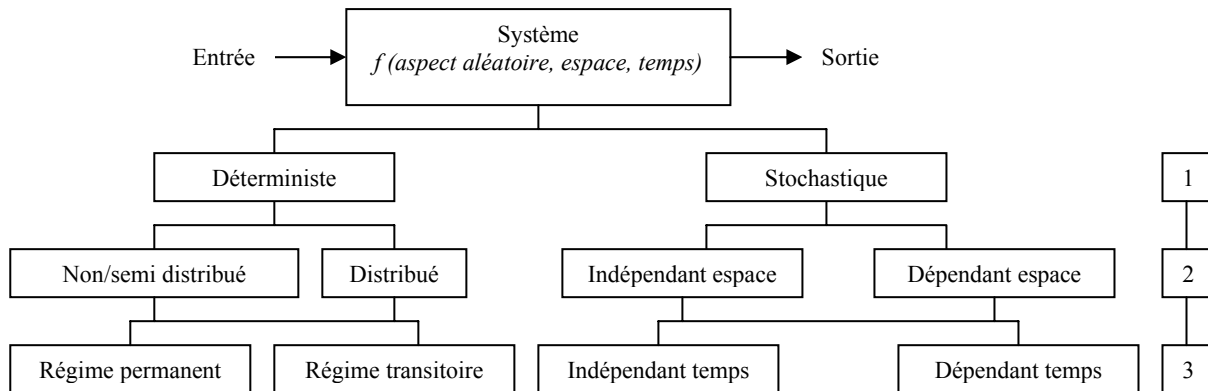 Système
Entrée
f (aspect aléatoire, espace, temps)
Sortie
Déterministe
Stochastique
1
Non/semi distribué
Distribué
Indépendant espace
Dépendant espace
2
Régime permanent
Régime transitoire
Indépendant temps
Dépendant temps
3